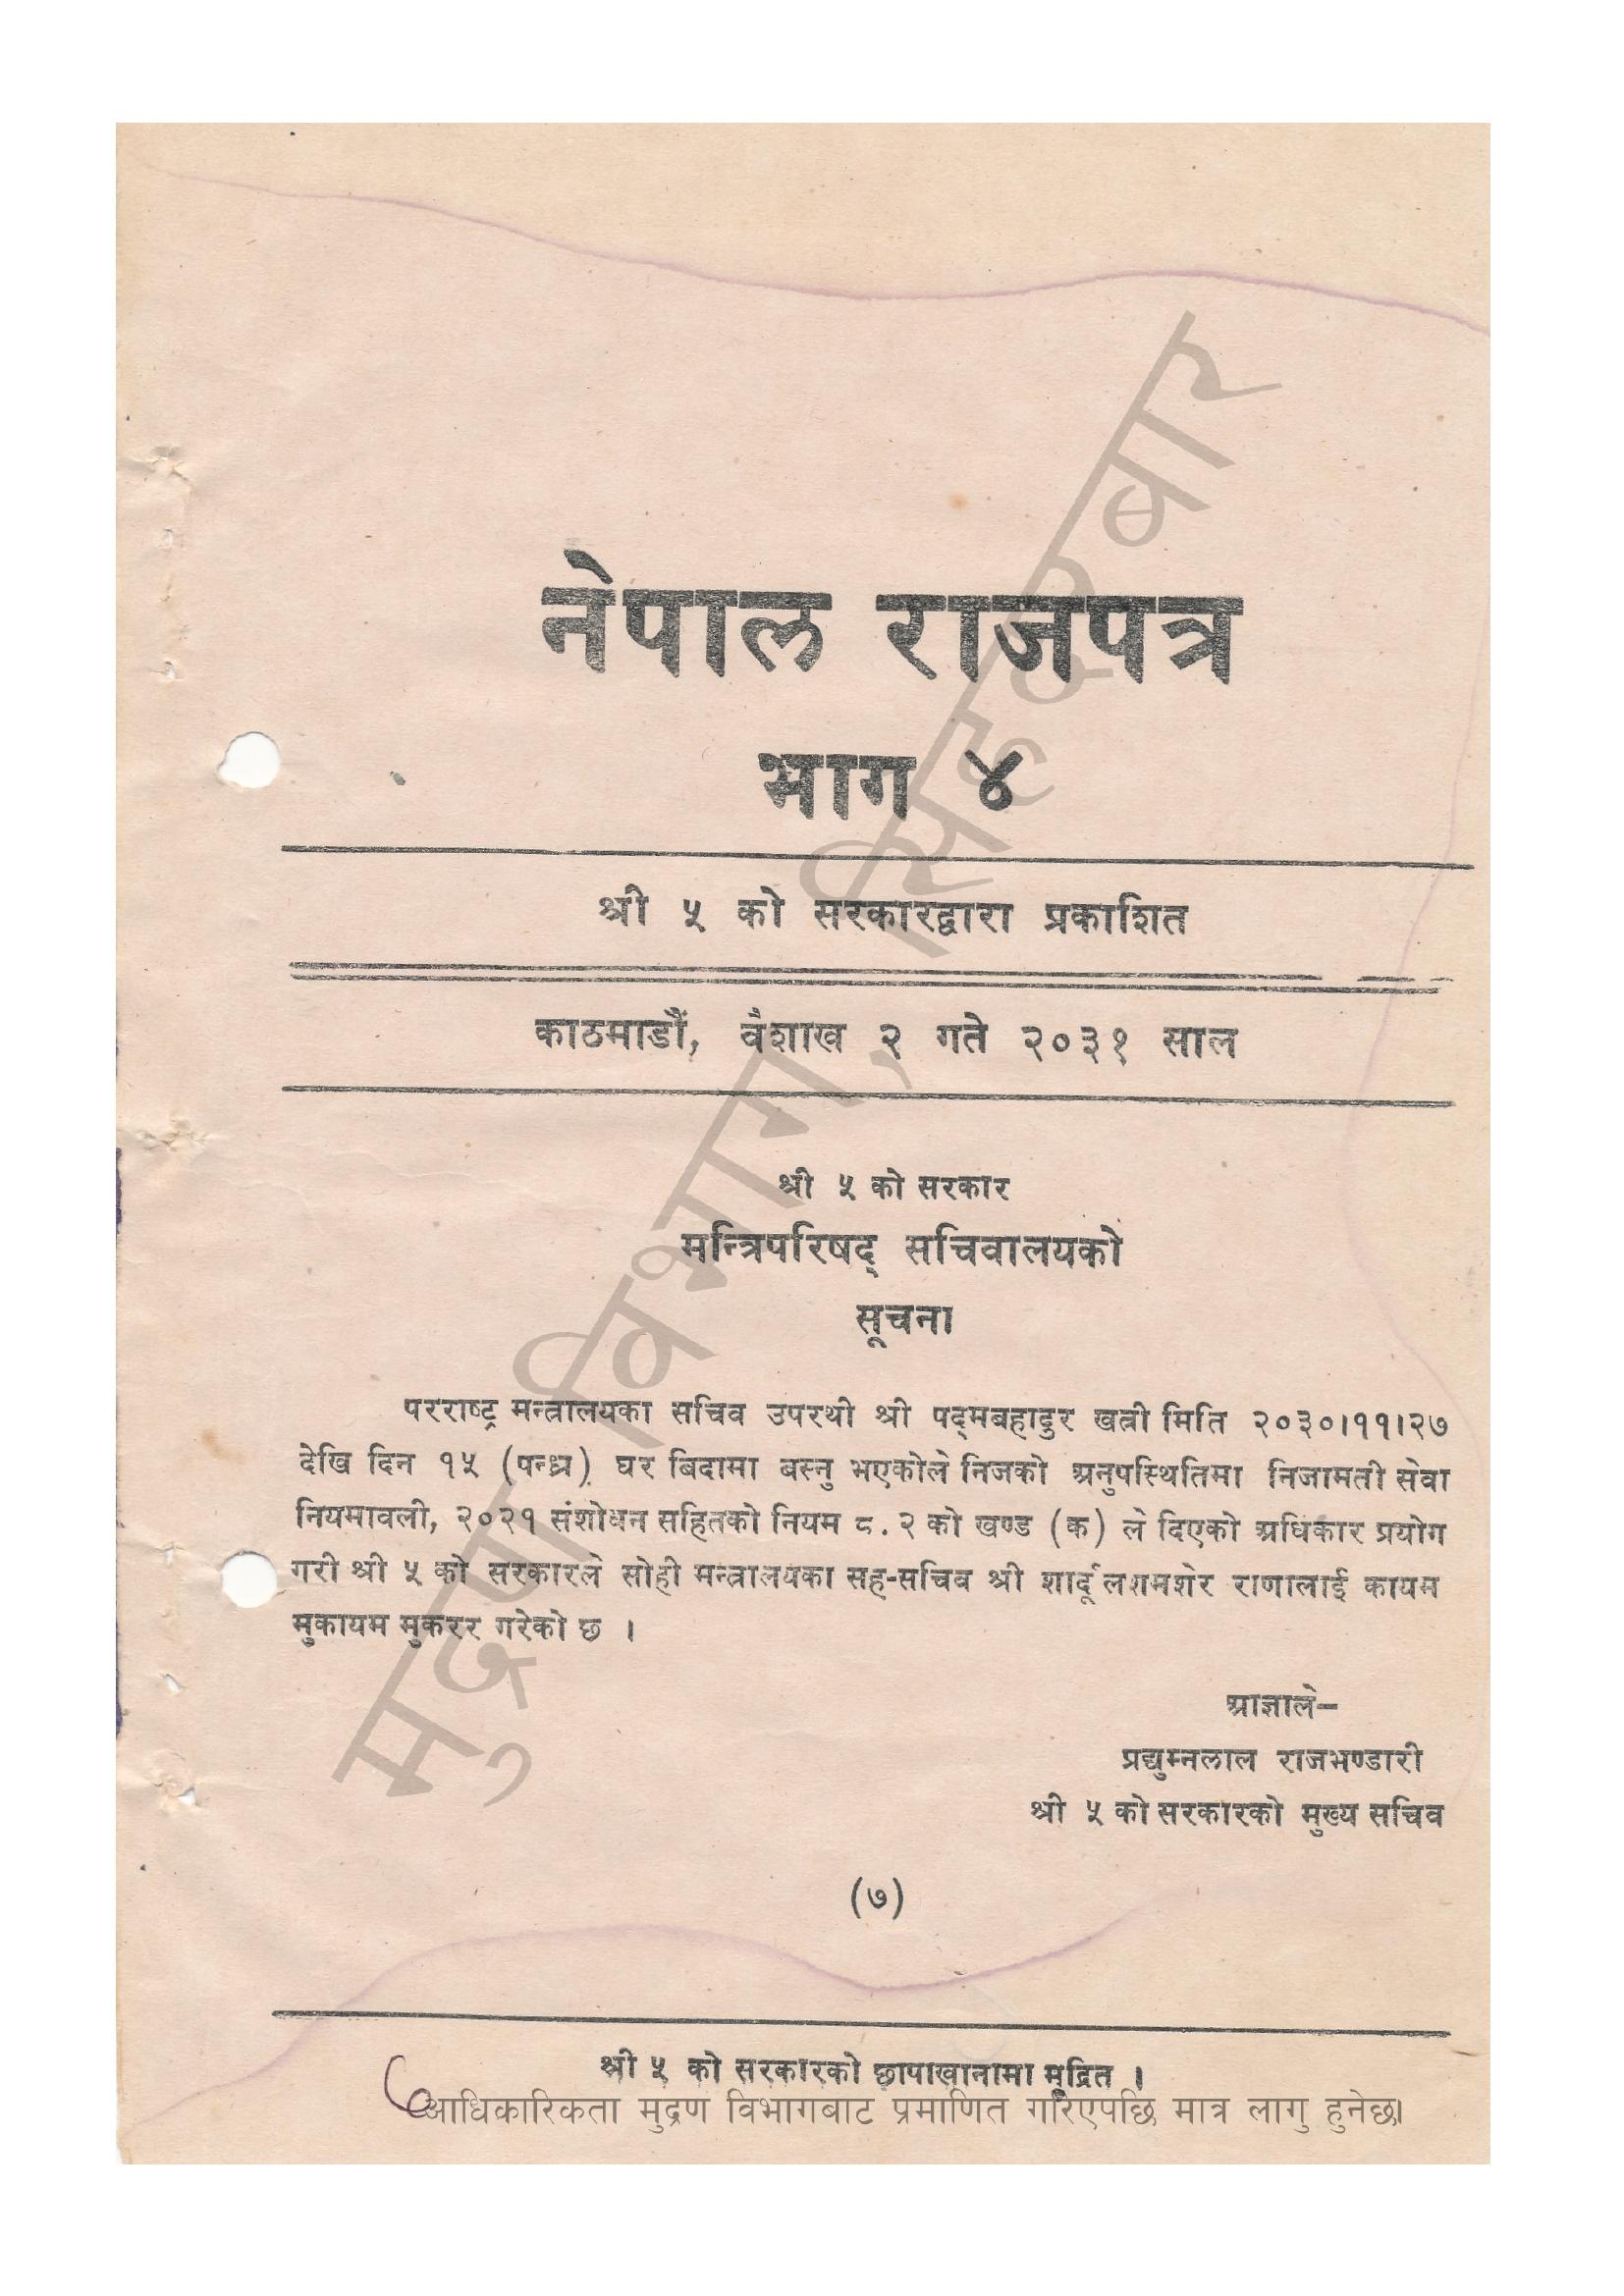 नेपाल राजपत्र
भाग ४
श्री ५ को सरकारद्वारा प्रकाशित
काठमाडौं, वैशाख २ गते २०३१ साल
श्री ५ को सरकार
मन्त्रिपरिषद् सचिवालयको
सूचना
परराष्ट्र मन्त्रालयका सचिव उपरथी श्री पद्मबहादुर खत्री मिति २०३०।११।२७
देखि दिन १५ (पन्ध्र) घर बिदामा बस्नु भएकोले निजको अनुपस्थितिमा निजामती सेवा
नियमावली, २०२१ संशोधन सहितको नियम ८.२ को खण्ड (क) ले दिएको अधिकार प्रयोग
गरी श्री ५ को सरकारले सोही मन्त्रालयका सह-सचिव श्री शार्दूलशमशेर राणालाई कायम
मुकायम मुकरर गरेको छ ।
आज्ञाले–
प्रद्युम्नलाल राजभण्डारी
श्री ५ को सरकारको मुख्य सचिव
(७)
श्री ५ को सरकारको छापाखानामा मुद्रित ।
आधिकारिकता मुद्रण विभागबाट प्रमाणित गरिएपछि मात्र लागु हुनेछ।
मुद्रण विभाग, सिंहदरबार